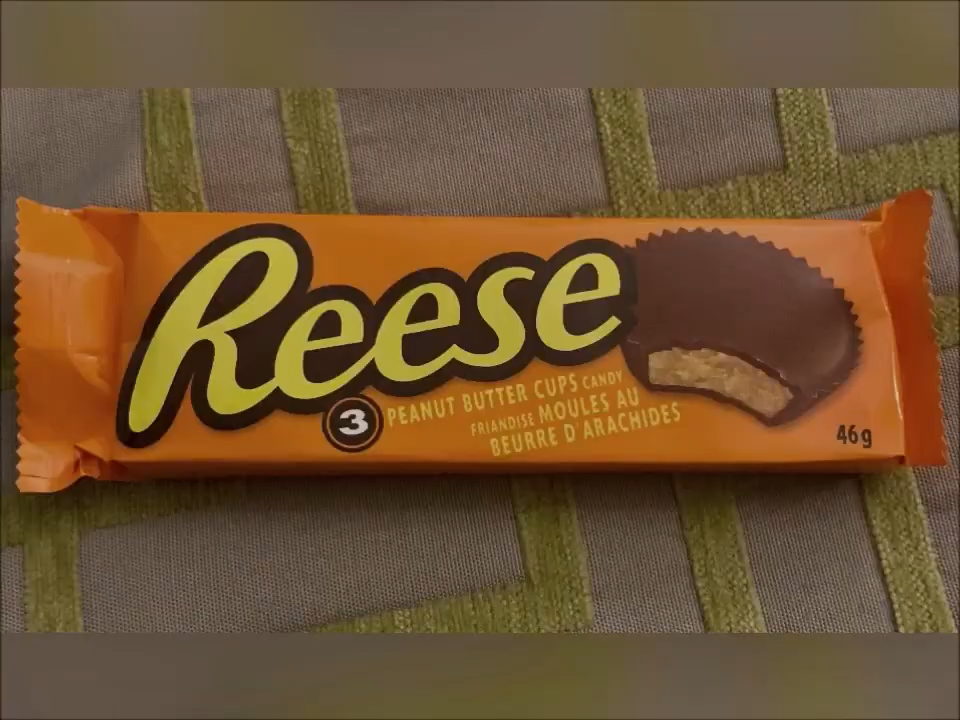 Reese
3 PEANUT BUTTER CUPS CANDY
FRIANDISE MOULES AU
BEURRE D'ARACHIDES
46g